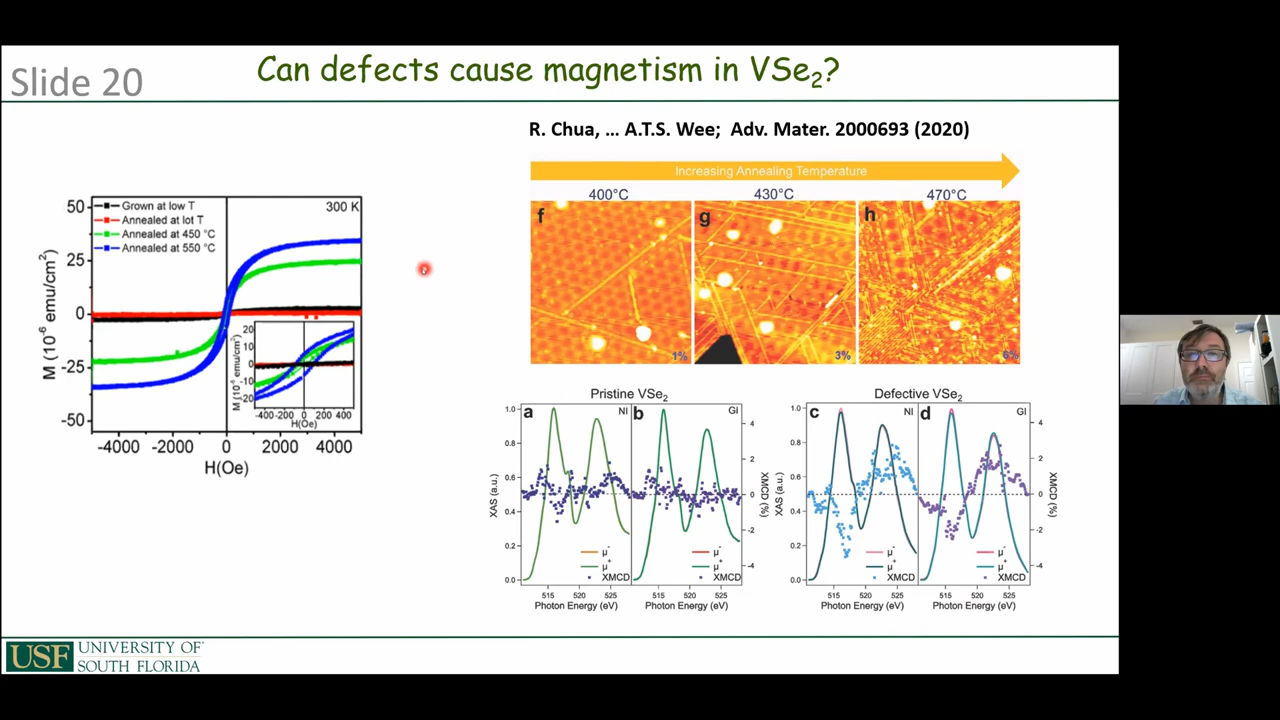 Slide 20
Can defects cause magnetism in VSe2?
R. Chua, ... A.T.S. Wee; Adv. Mater. 2000693 (2020)
Increasing Annealing Temperature
400°C 430°C 470°C
f g h
1% 3% 6%
50 25 0 -25 -50
M (10-6 emu/cm2)
300 K
Grown at low T
Annealed at lot T
Annealed at 450 °C
Annealed at 550 °C
20 10 0 -10 -20
M (10-6 emu/cm2)
-400 -200 0 200 400
H(Oe)
-4000 -2000 0 2000 4000
H(Oe)
Pristine VSe2
a NI b GI
1.0 0.8 0.6 0.4 0.2 0.0
XAS (a.u.)
4 2 0 -2 -4
XMCD (%)
μ- μ-
μ+ μ+
XMCD XMCD
515 520 525 515 520 525
Photon Energy (eV) Photon Energy (eV)
Defective VSe2
c NI d GI
1.0 0.8 0.6 0.4 0.2 0.0
XAS (a.u.)
4 2 0 -2 -4
XMCD (%)
μ- μ-
μ+ μ+
XMCD XMCD
515 520 525 515 520 525
Photon Energy (eV) Photon Energy (eV)
USF UNIVERSITY OF
SOUTH FLORIDA